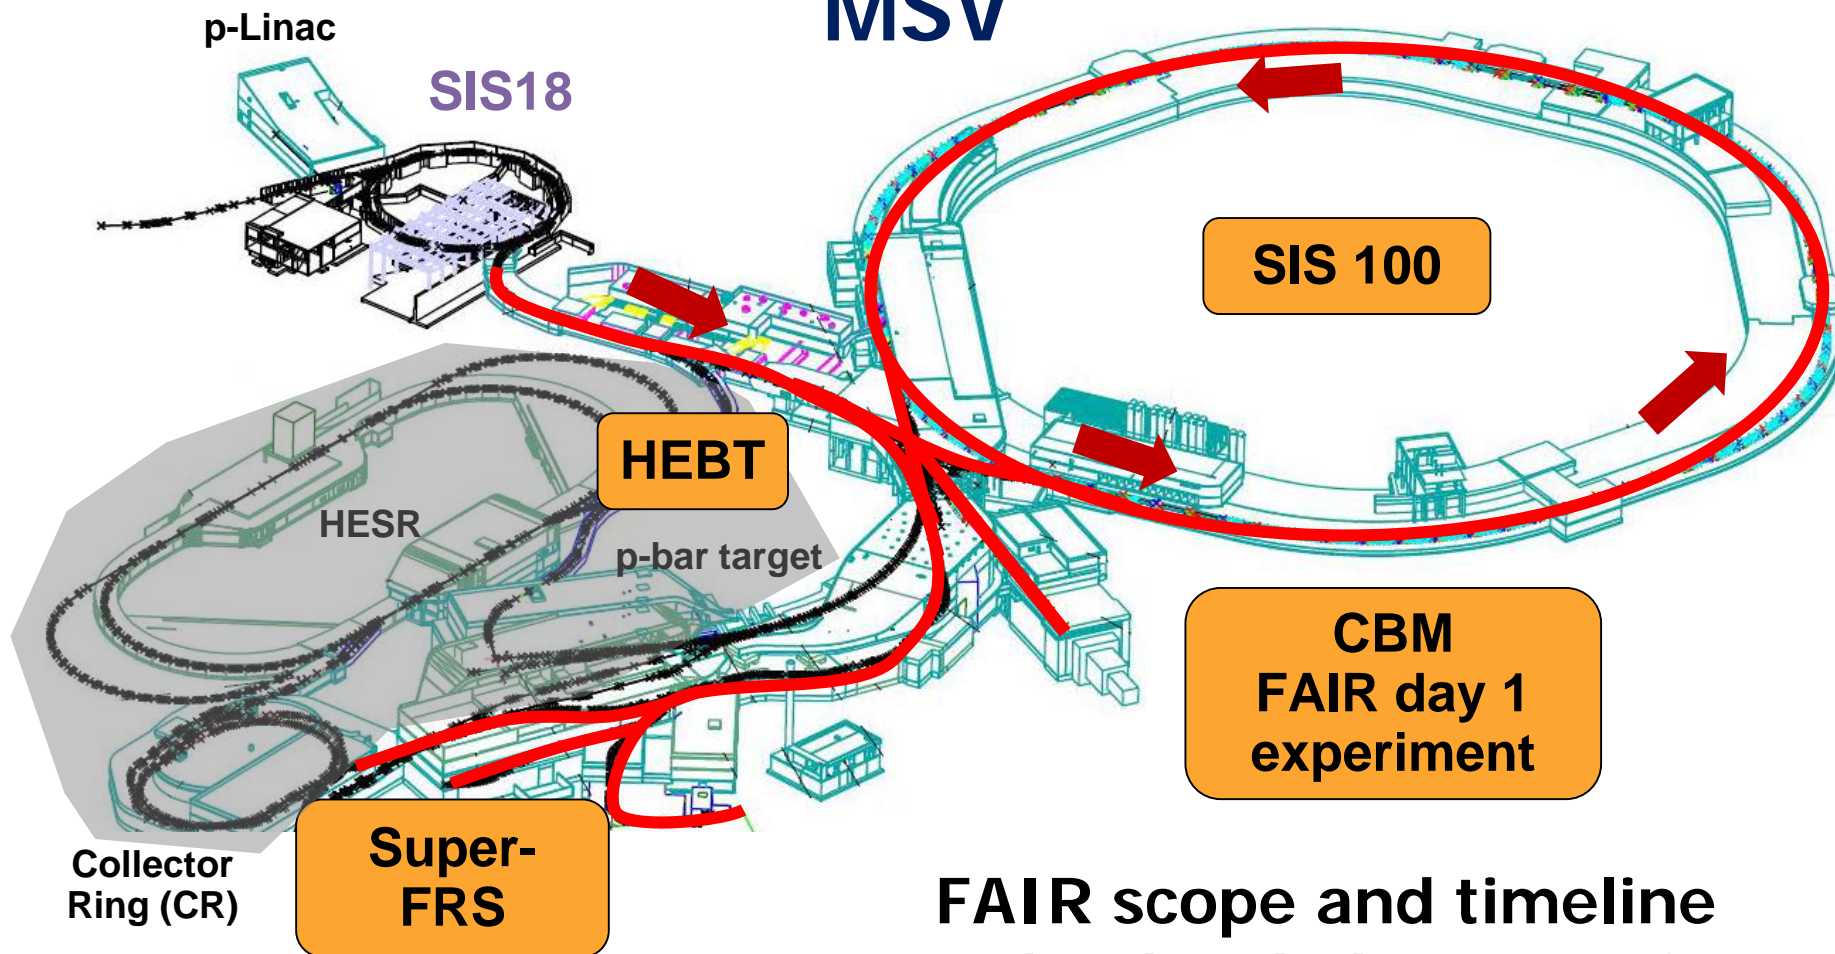 MSV
p-Linac
SIS18
SIS 100
HEBT
HESR
p-bar target
CBM
FAIR day 1
experiment
Super-
FRS
Collector
Ring (CR)
FAIR scope and timeline